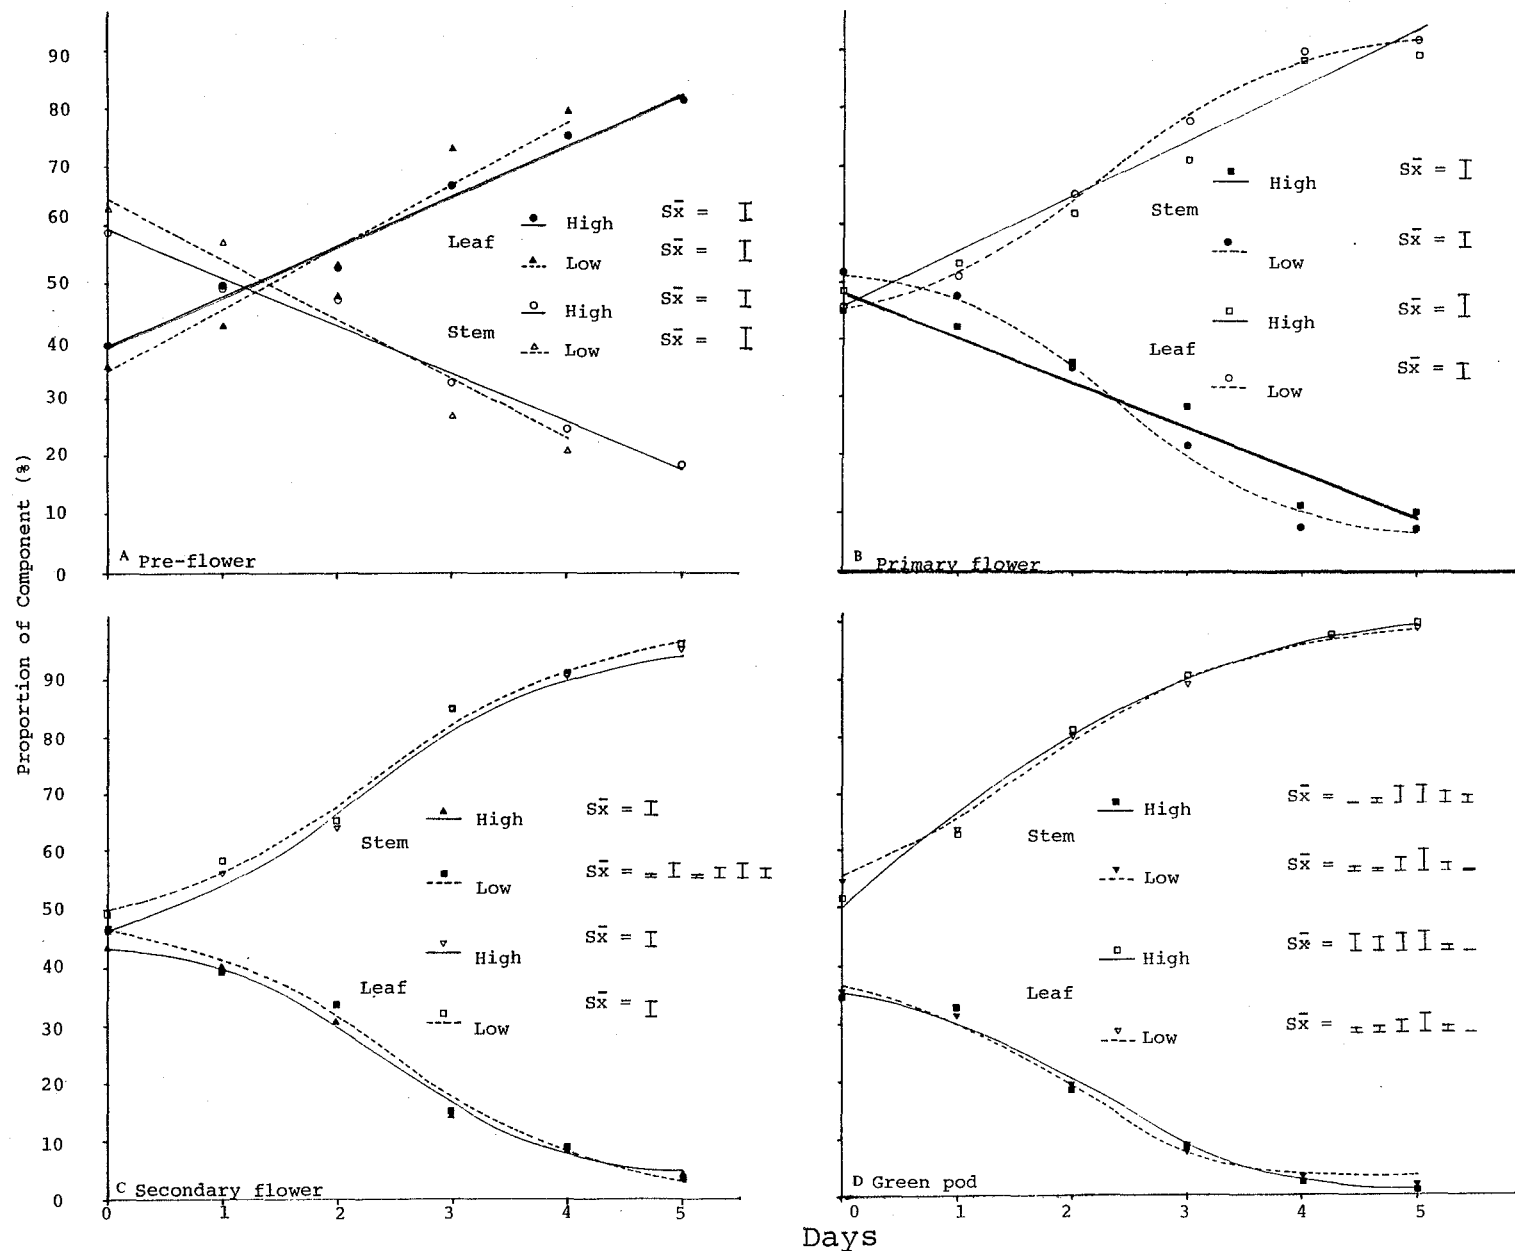 Proportion of Component (%)
90
80
70
60
50
40
30
20
10
0
Leaf
High Sx̄ =
Low Sx̄ =
Stem
High Sx̄ =
Low Sx̄ =
A Pre-flower
Stem
High Sx̄ =
Low Sx̄ =
Leaf
High Sx̄ =
Low Sx̄ =
B Primary flower
90
80
70
60
50
40
30
20
10
0
Stem
High Sx̄ =
Low Sx̄ =
Leaf
High Sx̄ =
Low Sx̄ =
C Secondary flower
0 1 2 3 4 5
Stem
High Sx̄ =
Low Sx̄ =
Leaf
High Sx̄ =
Low Sx̄ =
D Green pod
0 1 2 3 4 5
Days